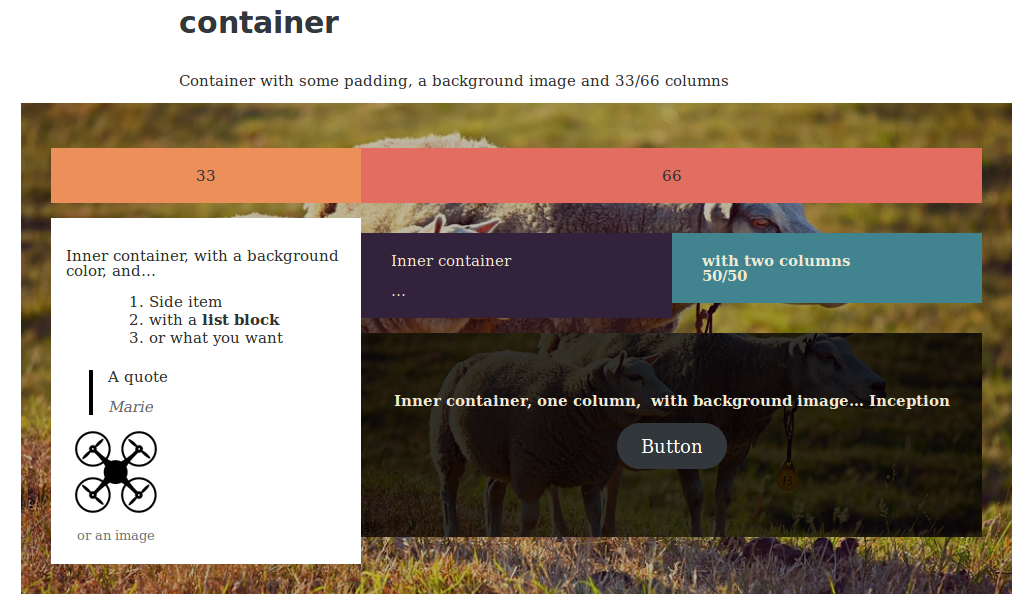 container
Container with some padding, a background image and 33/66 columns
33
66
Inner container, with a background
color, and...
1. Side item
2. with a list block
3. or what you want
A quote
Marie
or an image
Inner container
...
with two columns
50/50
Inner container, one column,  with background image... Inception
Button
13